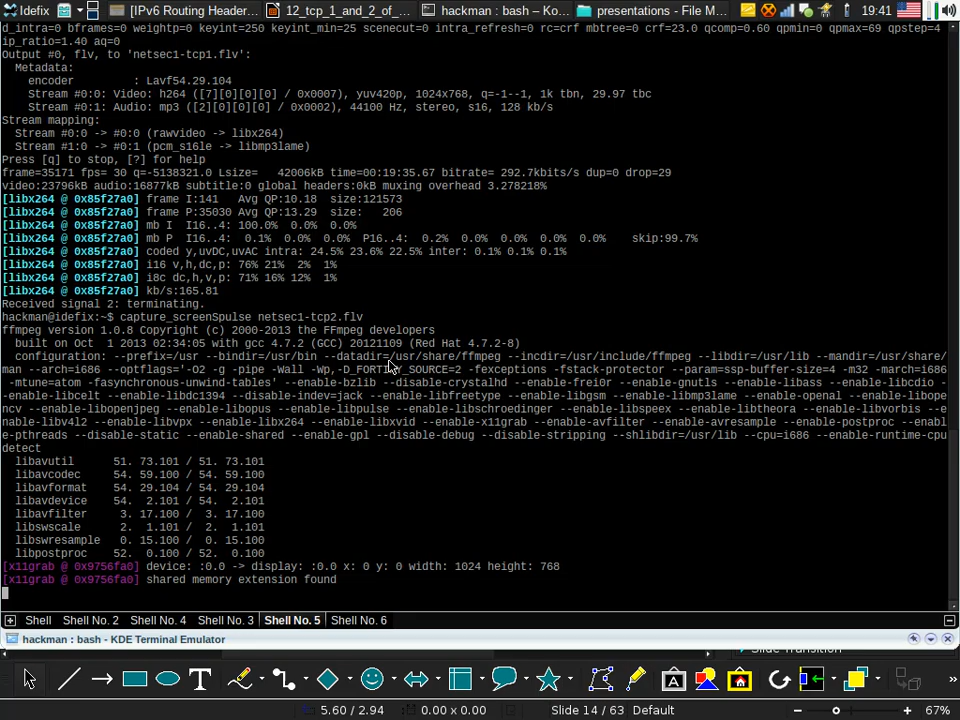 Idefix
[IPv6 Routing Header...
12_tcp_1_and_2_of_...
hackman : bash – Ko...
presentations – File M...
19:41
d_intra=0 bframes=0 weightp=0 keyint=250 keyint_min=25 scenecut=0 intra_refresh=0 rc=crf mbtree=0 crf=23.0 qcomp=0.60 qpmin=0 qpmax=69 qpstep=4
ip_ratio=1.40 aq=0
Output #0, flv, to 'netsec1-tcp1.flv':
Metadata:
encoder : Lavf54.29.104
Stream #0:0: Video: h264 ([7][0][0][0] / 0x0007), yuv420p, 1024x768, q=-1--1, 1k tbn, 29.97 tbc
Stream #0:1: Audio: mp3 ([2][0][0][0] / 0x0002), 44100 Hz, stereo, s16, 128 kb/s
Stream mapping:
Stream #0:0 -> #0:0 (rawvideo -> libx264)
Stream #1:0 -> #0:1 (pcm_s16le -> libmp3lame)
Press [q] to stop, [?] for help
frame=35171 fps= 30 q=-5138321.0 Lsize= 42006kB time=00:19:35.67 bitrate= 292.7kbits/s dup=0 drop=29
video:23796kB audio:16877kB subtitle:0 global headers:0kB muxing overhead 3.278218%
[libx264 @ 0x85f27a0] frame I:141 Avg QP:10.18 size:121573
[libx264 @ 0x85f27a0] frame P:35030 Avg QP:13.29 size: 206
[libx264 @ 0x85f27a0] mb I I16..4: 100.0% 0.0% 0.0%
[libx264 @ 0x85f27a0] mb P I16..4: 0.1% 0.0% 0.0% P16..4: 0.2% 0.0% 0.0% 0.0% 0.0% skip:99.7%
[libx264 @ 0x85f27a0] coded y,uvDC,uvAC intra: 24.5% 23.6% 22.5% inter: 0.1% 0.1% 0.1%
[libx264 @ 0x85f27a0] i16 v,h,dc,p: 76% 21% 2% 1%
[libx264 @ 0x85f27a0] i8c dc,h,v,p: 71% 16% 12% 1%
[libx264 @ 0x85f27a0] kb/s:165.81
Received signal 2: terminating.
hackman@idefix:~$ capture_screenSpulse netsec1-tcp2.flv
ffmpeg version 1.0.8 Copyright (c) 2000-2013 the FFmpeg developers
built on Oct 1 2013 02:34:05 with gcc 4.7.2 (GCC) 20121109 (Red Hat 4.7.2-8)
configuration: --prefix=/usr --bindir=/usr/bin --datadir=/usr/share/ffmpeg --incdir=/usr/include/ffmpeg --libdir=/usr/lib --mandir=/usr/share/
man --arch=i686 --optflags='-O2 -g -pipe -Wall -Wp,-D_FORTIFY_SOURCE=2 -fexceptions -fstack-protector --param=ssp-buffer-size=4 -m32 -march=i686
-mtune=atom -fasynchronous-unwind-tables' --enable-bzlib --disable-crystalhd --enable-frei0r --enable-gnutls --enable-libass --enable-libcdio -
-enable-libcelt --enable-libdc1394 --disable-indev=jack --enable-libfreetype --enable-libgsm --enable-libmp3lame --enable-openal --enable-libope
ncv --enable-libopenjpeg --enable-libopus --enable-libpulse --enable-libschroedinger --enable-libspeex --enable-libtheora --enable-libvorbis --e
nable-libv4l2 --enable-libvpx --enable-libx264 --enable-libxvid --enable-x11grab --enable-avfilter --enable-avresample --enable-postproc --enabl
e-pthreads --disable-static --enable-shared --enable-gpl --disable-debug --disable-stripping --shlibdir=/usr/lib --cpu=i686 --enable-runtime-cpu
detect
libavutil 51. 73.101 / 51. 73.101
libavcodec 54. 59.100 / 54. 59.100
libavformat 54. 29.104 / 54. 29.104
libavdevice 54. 2.101 / 54. 2.101
libavfilter 3. 17.100 / 3. 17.100
libswscale 2. 1.101 / 2. 1.101
libswresample 0. 15.100 / 0. 15.100
libpostproc 52. 0.100 / 52. 0.100
[x11grab @ 0x9756fa0] device: :0.0 -> display: :0.0 x: 0 y: 0 width: 1024 height: 768
[x11grab @ 0x9756fa0] shared memory extension found
Shell Shell No. 2 Shell No. 4 Shell No. 3 Shell No. 5 Shell No. 6
hackman : bash - KDE Terminal Emulator
5.60 / 2.94 0.00 x 0.00 Slide 14 / 63 Default 67%